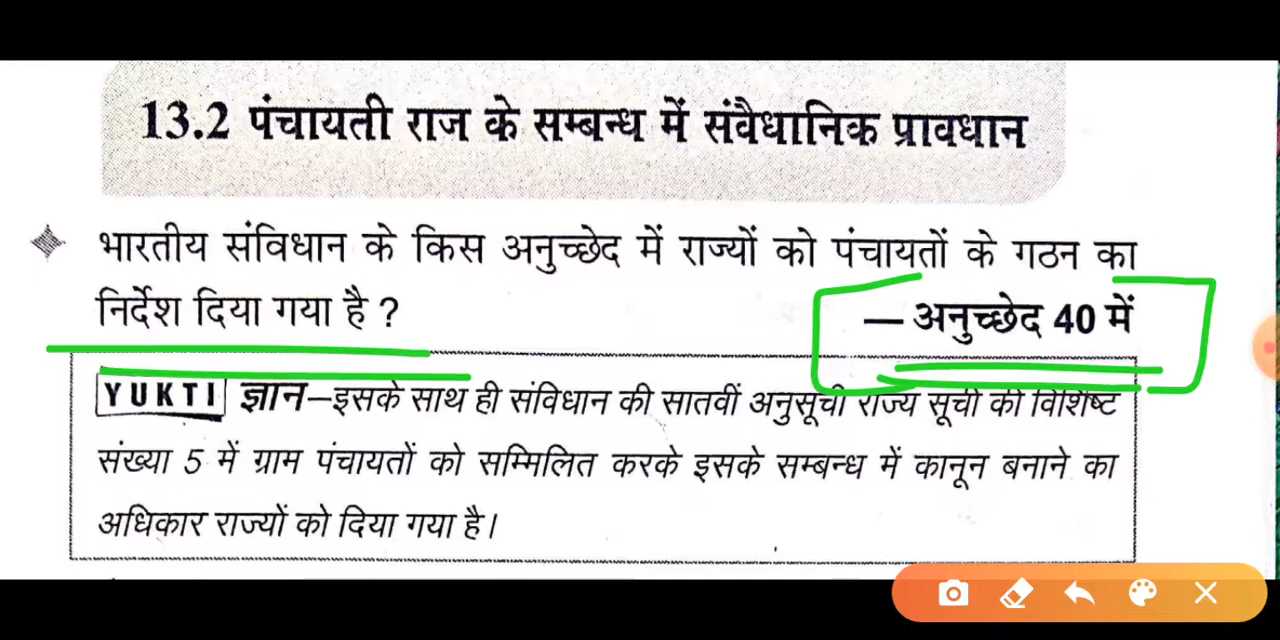 13.2 पंचायती राज के सम्बन्ध में संवैधानिक प्रावधान
भारतीय संविधान के किस अनुच्छेद में राज्यों को पंचायतों के गठन का
निर्देश दिया गया है ?
— अनुच्छेद 40 में
YUKTI ज्ञान–इसके साथ ही संविधान की सातवीं अनुसूची राज्य सूची की विशिष्ट
संख्या 5 में ग्राम पंचायतों को सम्मिलित करके इसके सम्बन्ध में कानून बनाने का
अधिकार राज्यों को दिया गया है।